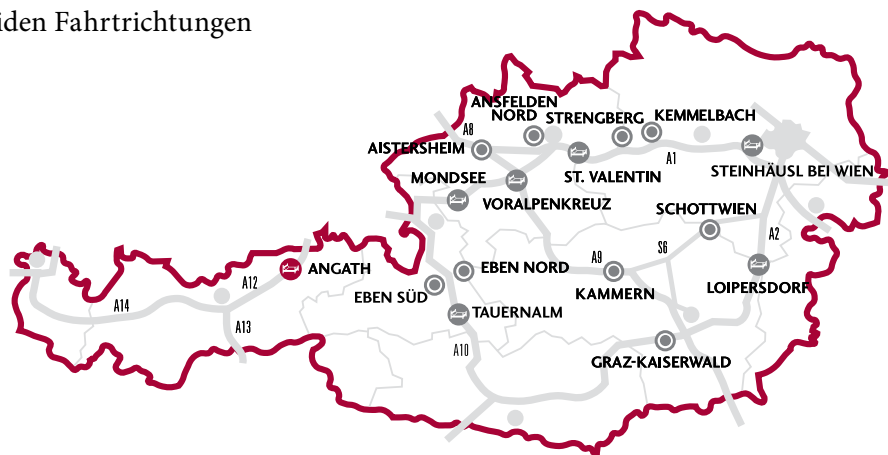 iden Fahrtrichtungen
ANSFELDEN
NORD
STRENGBERG
KEMMELBACH
A8
AISTERSHEIM
A1
MONDSEE
ST. VALENTIN
STEINHÄUSL BEI WIEN
VORALPENKREUZ
SCHOTTWIEN
A9
S6
A2
ANGATH
A12
EBEN NORD
EBEN SÜD
KAMMERN
LOIPERSDORF
A14
TAUERNALM
A13
A10
GRAZ-KAISERWALD